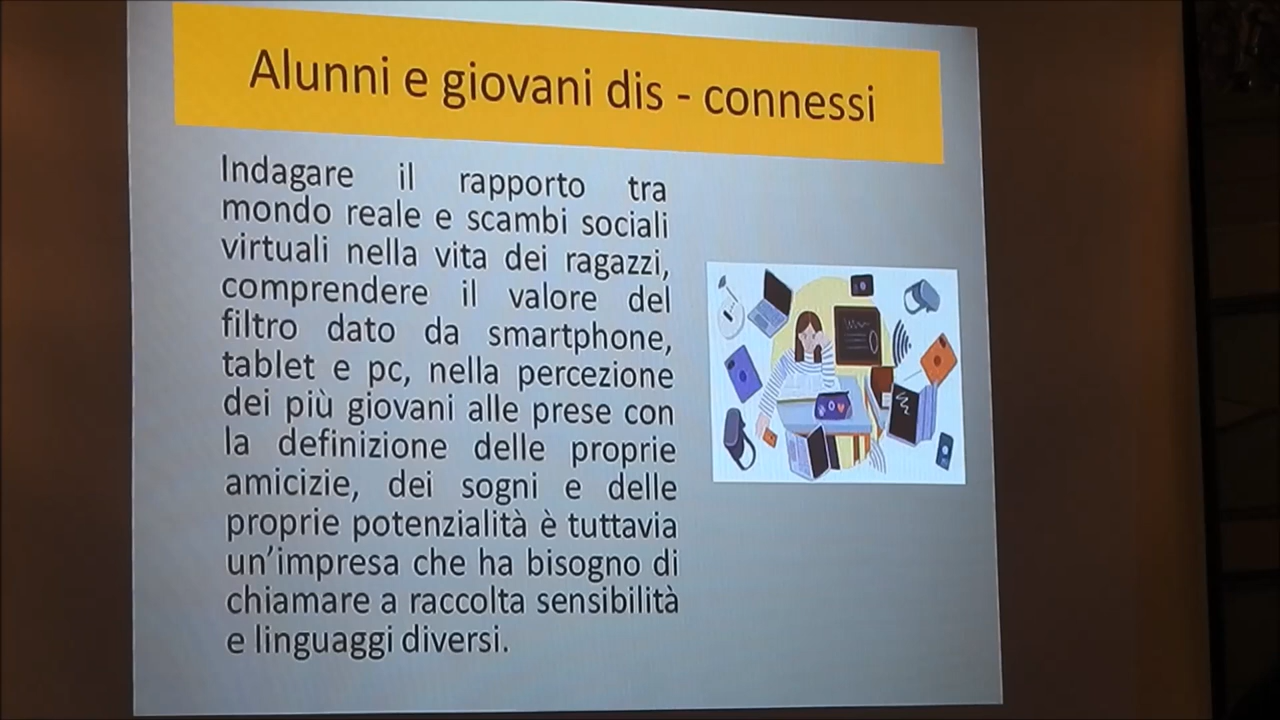 Alunni e giovani dis - connessi
Indagare il rapporto tra
mondo reale e scambi sociali
virtuali nella vita dei ragazzi,
comprendere il valore del
filtro dato da smartphone,
tablet e pc, nella percezione
dei più giovani alle prese con
la definizione delle proprie
amicizie, dei sogni e delle
proprie potenzialità è tuttavia
un'impresa che ha bisogno di
chiamare a raccolta sensibilità
e linguaggi diversi.